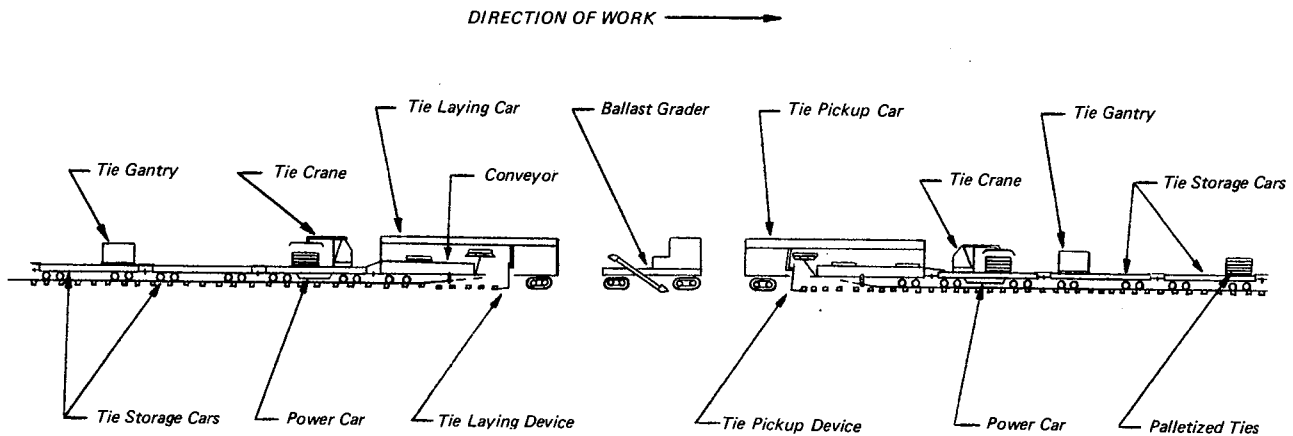 DIRECTION OF WORK
Tie Laying Car
Ballast Grader
Tie Pickup Car
Tie Gantry
Tie Gantry
Tie Crane
Conveyor
Tie Crane
Tie Storage Cars
Tie Storage Cars
Power Car
Tie Laying Device
Tie Pickup Device
Power Car
Palletized Ties